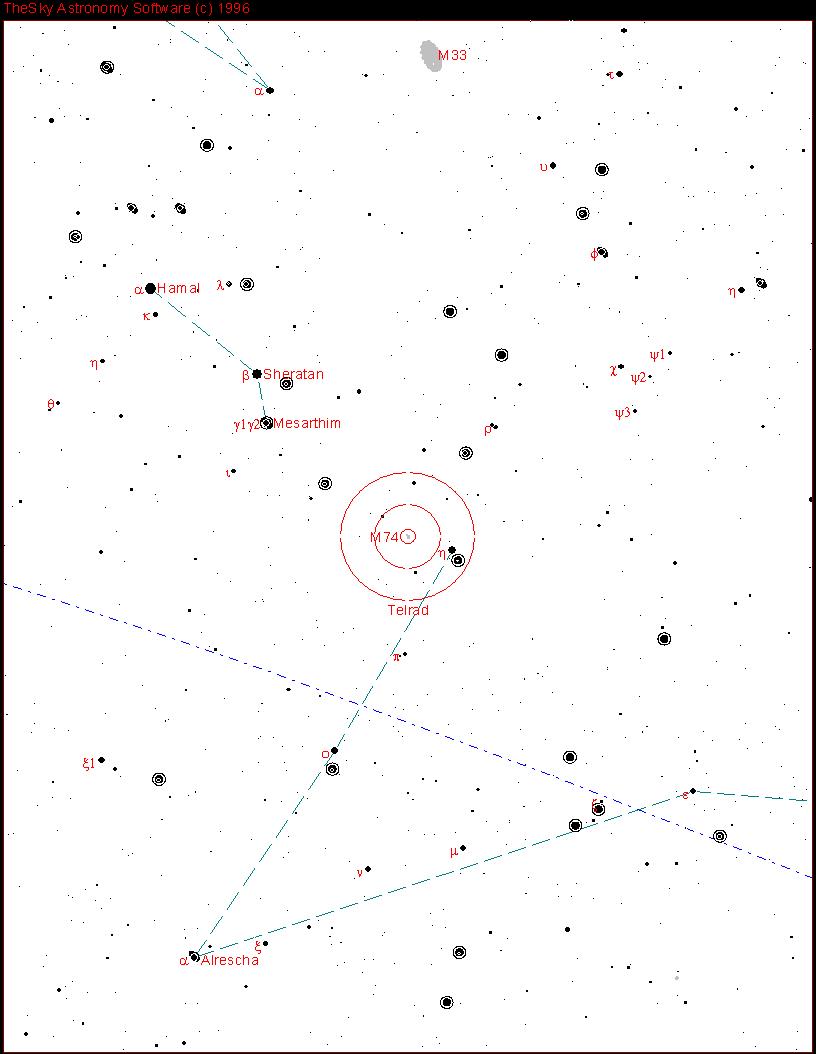 TheSky Astronomy Software (c) 1996
M33
τ
α
υ
ϕ
α Hamal
λ
η
κ
ψ1
η
χ
ψ2
β Sheratan
θ
ψ3
γ1γ2 Mesarthim
ρ
ι
M74
η
Telrad
π
ο
ξ1
ε
ζ
μ
ν
ξ
α Alrescha